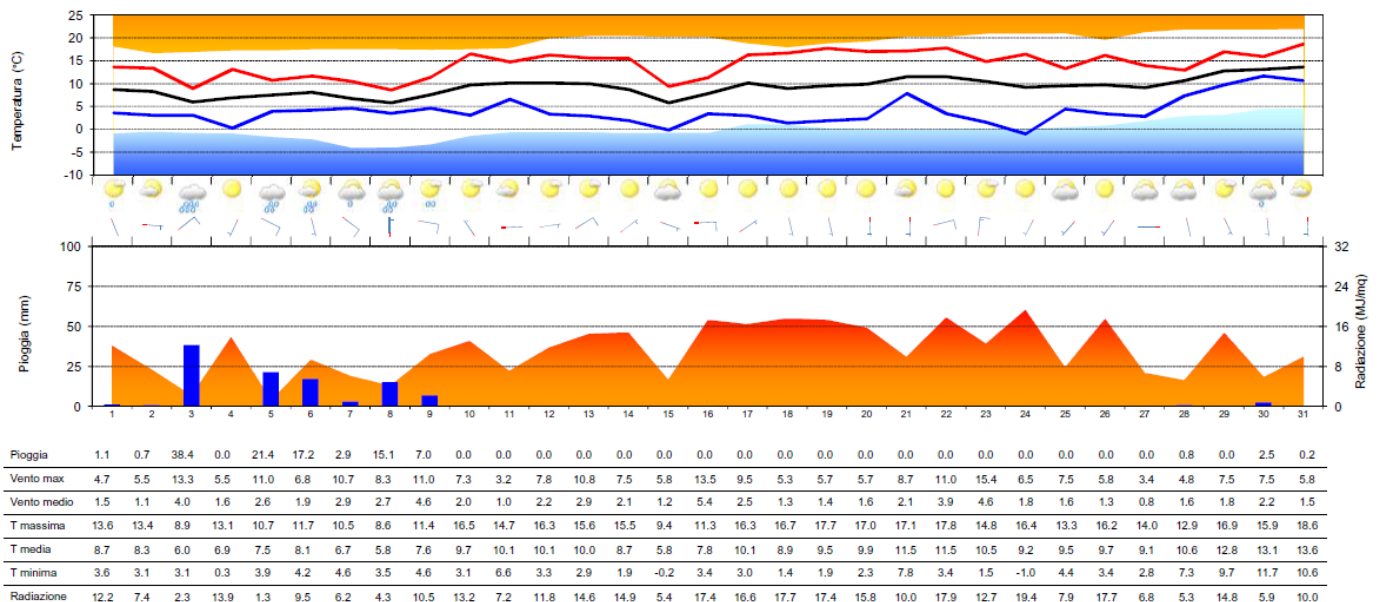 Temperatura (°C)
25
20
15
10
5
0
-5
-10
Pioggia (mm)
100
75
50
25
0
Radiazione (MJ/mq)
32
24
16
8
0
1 2 3 4 5 6 7 8 9 10 11 12 13 14 15 16 17 18 19 20 21 22 23 24 25 26 27 28 29 30 31
Pioggia 1.1 0.7 38.4 0.0 21.4 17.2 2.9 15.1 7.0 0.0 0.0 0.0 0.0 0.0 0.0 0.0 0.0 0.0 0.0 0.0 0.0 0.0 0.0 0.0 0.0 0.0 0.0 0.8 0.0 2.5 0.2
Vento max 4.7 5.5 13.3 5.5 11.0 6.8 10.7 8.3 11.0 7.3 3.2 7.8 10.8 7.5 5.8 13.5 9.5 5.3 5.7 5.7 8.7 11.0 15.4 6.5 7.5 5.8 3.4 4.8 7.5 7.5 5.8
Vento medio 1.5 1.1 4.0 1.6 2.6 1.9 2.9 2.7 4.6 2.0 1.0 2.2 2.9 2.1 1.2 5.4 2.5 1.3 1.4 1.6 2.1 3.9 4.6 1.8 1.6 1.3 0.8 1.6 1.8 2.2 1.5
T massima 13.6 13.4 8.9 13.1 10.7 11.7 10.5 8.6 11.4 16.5 14.7 16.3 15.6 15.5 9.4 11.3 16.3 16.7 17.7 17.0 17.1 17.8 14.8 16.4 13.3 16.2 14.0 12.9 16.9 15.9 18.6
T media 8.7 8.3 6.0 6.9 7.5 8.1 6.7 5.8 7.6 9.7 10.1 10.1 10.0 8.7 5.8 7.8 10.1 8.9 9.5 9.9 11.5 11.5 10.5 9.2 9.5 9.7 9.1 10.6 12.8 13.1 13.6
T minima 3.6 3.1 3.1 0.3 3.9 4.2 4.6 3.5 4.6 3.1 6.6 3.3 2.9 1.9 -0.2 3.4 3.0 1.4 1.9 2.3 7.8 3.4 1.5 -1.0 4.4 3.4 2.8 7.3 9.7 11.7 10.6
Radiazione 12.2 7.4 2.3 13.9 1.3 9.5 6.2 4.3 10.5 13.2 7.2 11.8 14.6 14.9 5.4 17.4 16.6 17.7 17.4 15.8 10.0 17.9 12.7 19.4 7.9 17.7 6.8 5.3 14.8 5.9 10.0